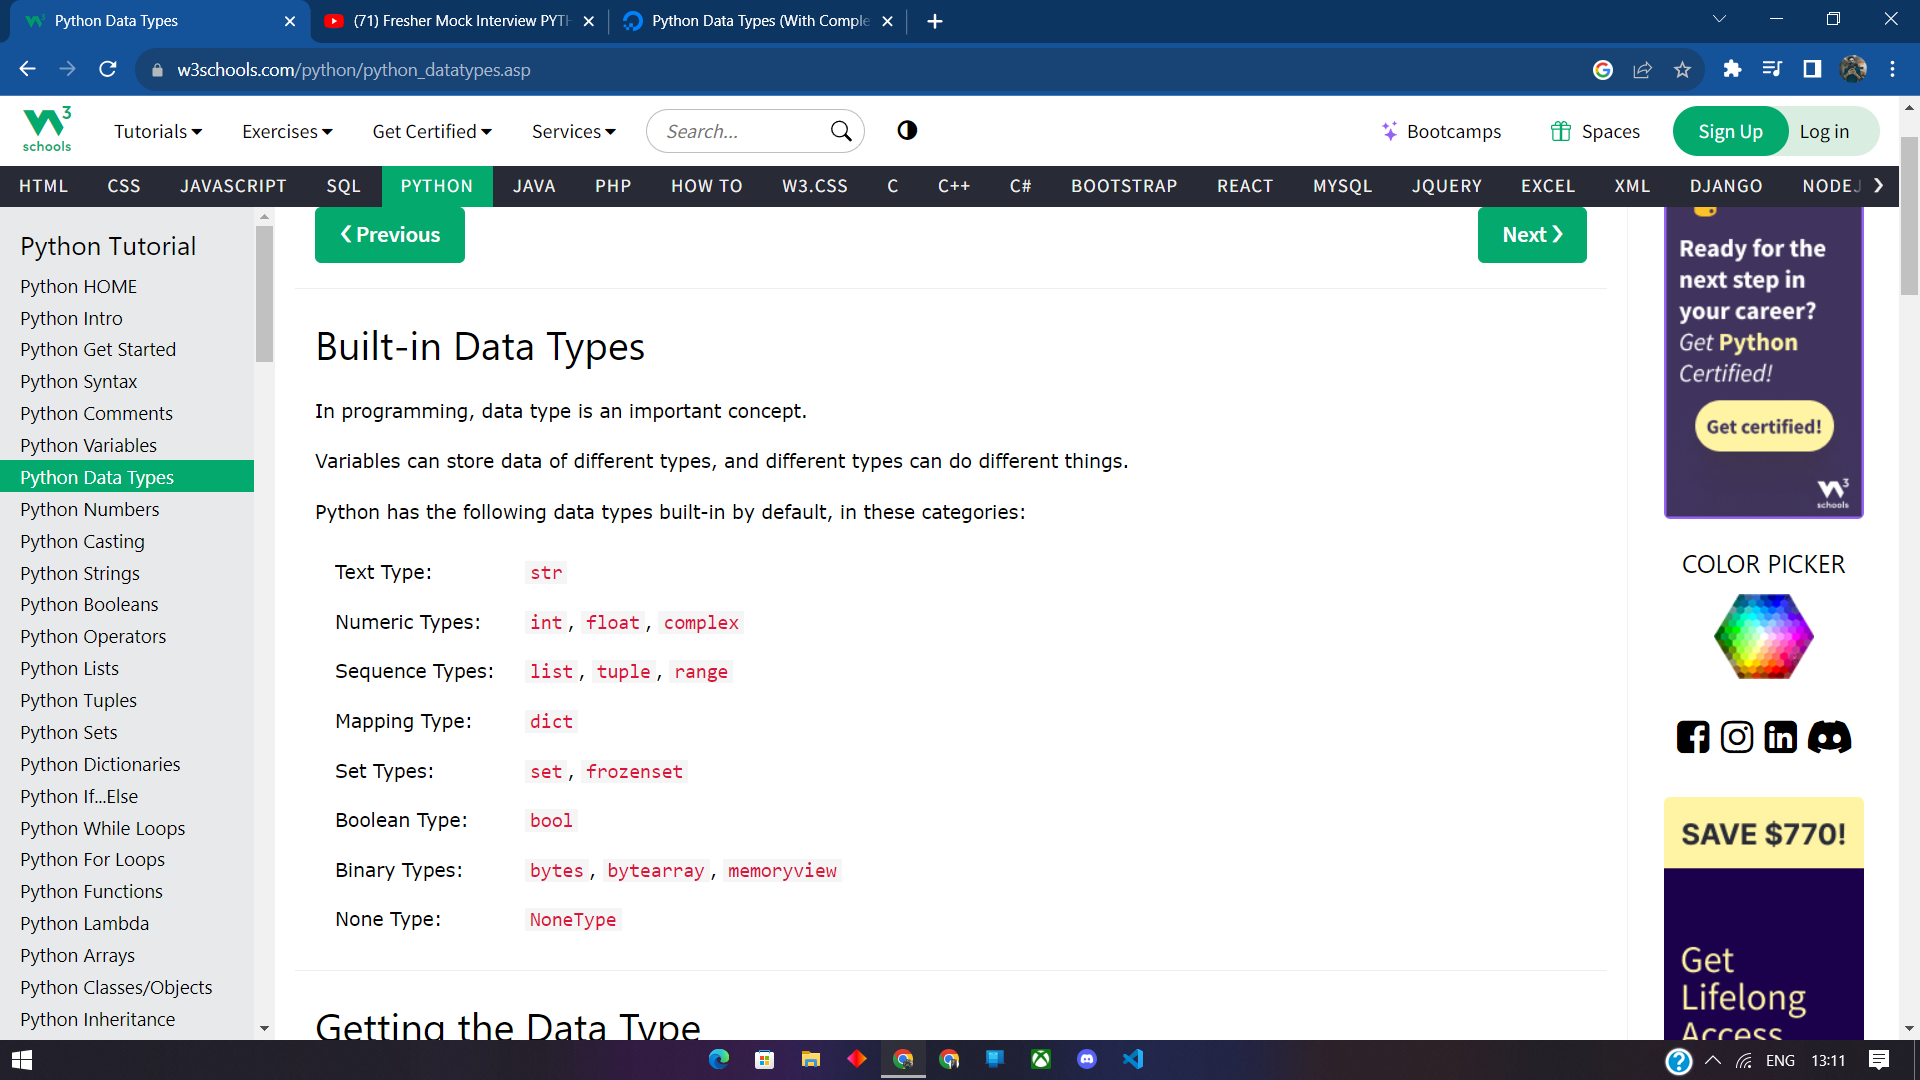 Python Data Types
(71) Fresher Mock Interview PYTH
Python Data Types (With Comple
w3schools.com/python/python_datatypes.asp
3
schools
Tutorials
Exercises
Get Certified
Services
Search...
Bootcamps
Spaces
Sign Up
Log in
HTML CSS JAVASCRIPT SQL PYTHON JAVA PHP HOW TO W3.CSS C C++ C# BOOTSTRAP REACT MYSQL JQUERY EXCEL XML DJANGO NODEJ ❯
Python Tutorial
Python HOME
Python Intro
Python Get Started
Python Syntax
Python Comments
Python Variables
Python Data Types
Python Numbers
Python Casting
Python Strings
Python Booleans
Python Operators
Python Lists
Python Tuples
Python Sets
Python Dictionaries
Python If...Else
Python While Loops
Python For Loops
Python Functions
Python Lambda
Python Arrays
Python Classes/Objects
Python Inheritance
❮ Previous
Next ❯
Built-in Data Types
In programming, data type is an important concept.
Variables can store data of different types, and different types can do different things.
Python has the following data types built-in by default, in these categories:
Text Type: str
Numeric Types: int, float, complex
Sequence Types: list, tuple, range
Mapping Type: dict
Set Types: set, frozenset
Boolean Type: bool
Binary Types: bytes, bytearray, memoryview
None Type: NoneType
Getting the Data Type
Ready for the
next step in
your career?
Get Python
Certified!
Get certified!
3
schools
COLOR PICKER
SAVE $770!
Get
Lifelong
Access
ENG
13:11